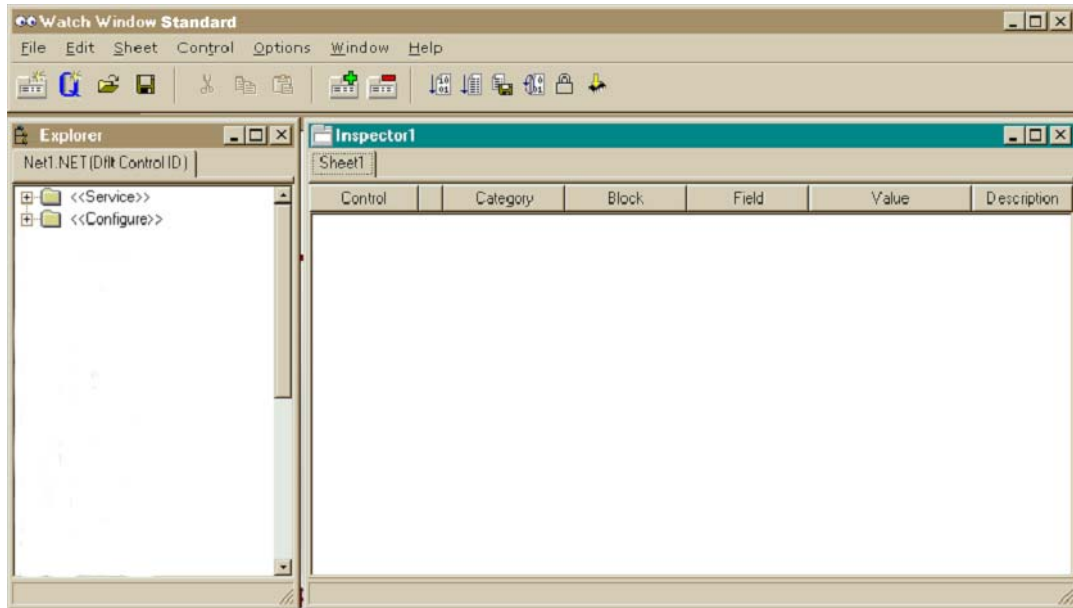 Watch Window Standard
File Edit Sheet Control Options Window Help
Explorer
Net1.NET(Dflt Control ID)
<<Service>>
<<Configure>>
Inspector1
Sheet1
Control Category Block Field Value Description